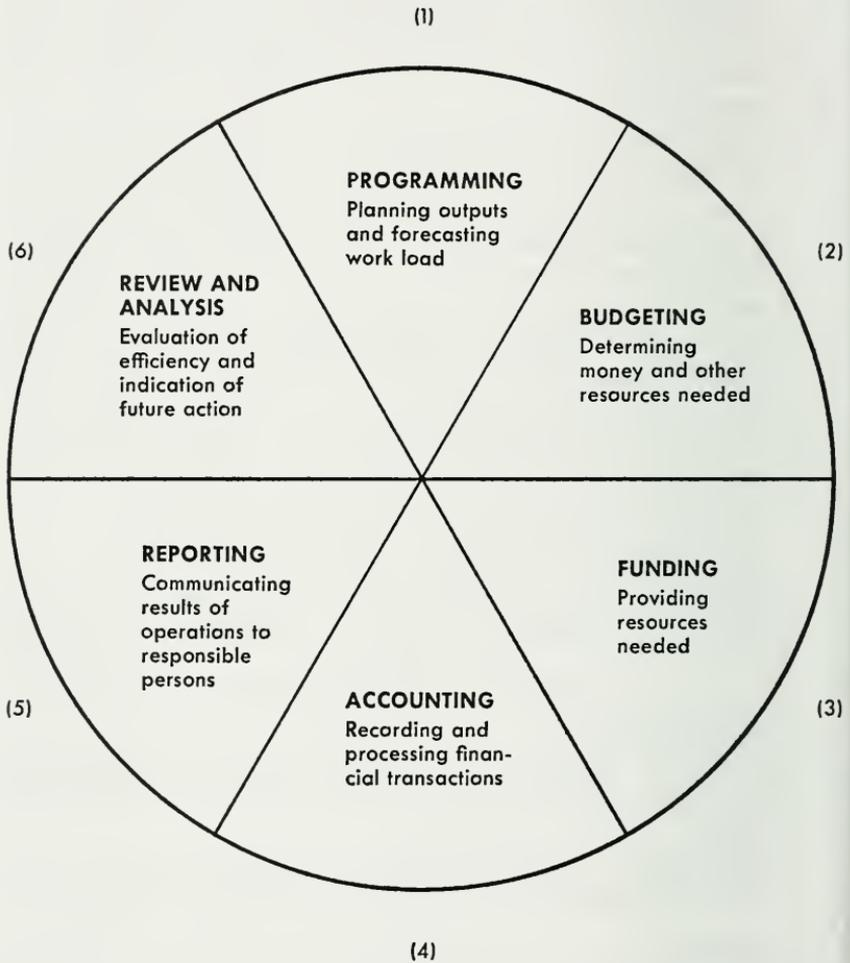 (1)
PROGRAMMING
Planning outputs
and forecasting
work load
(2)
BUDGETING
Determining
money and other
resources needed
(3)
FUNDING
Providing
resources
needed
(4)
ACCOUNTING
Recording and
processing finan-
cial transactions
(5)
REPORTING
Communicating
results of
operations to
responsible
persons
(6)
REVIEW AND
ANALYSIS
Evaluation of
efficiency and
indication of
future action